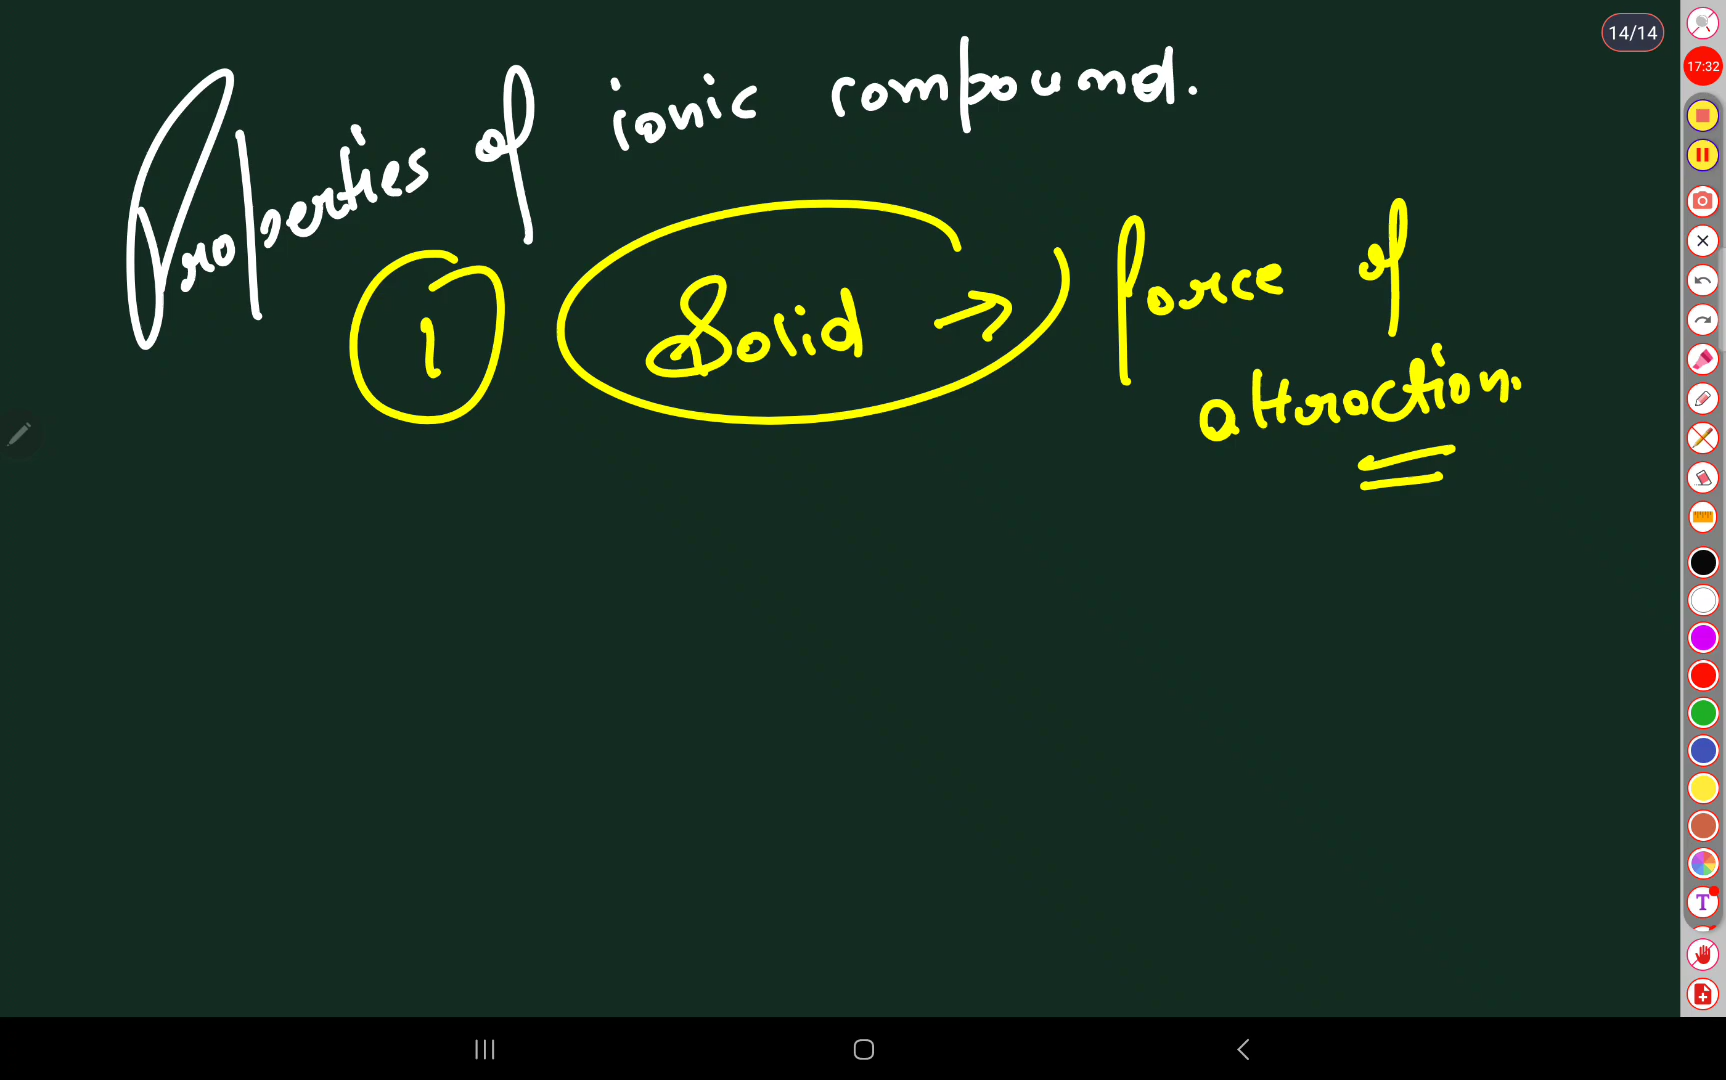 14/14
17:32
Properties of ionic compound.
1 Solid → force of
attraction.
T